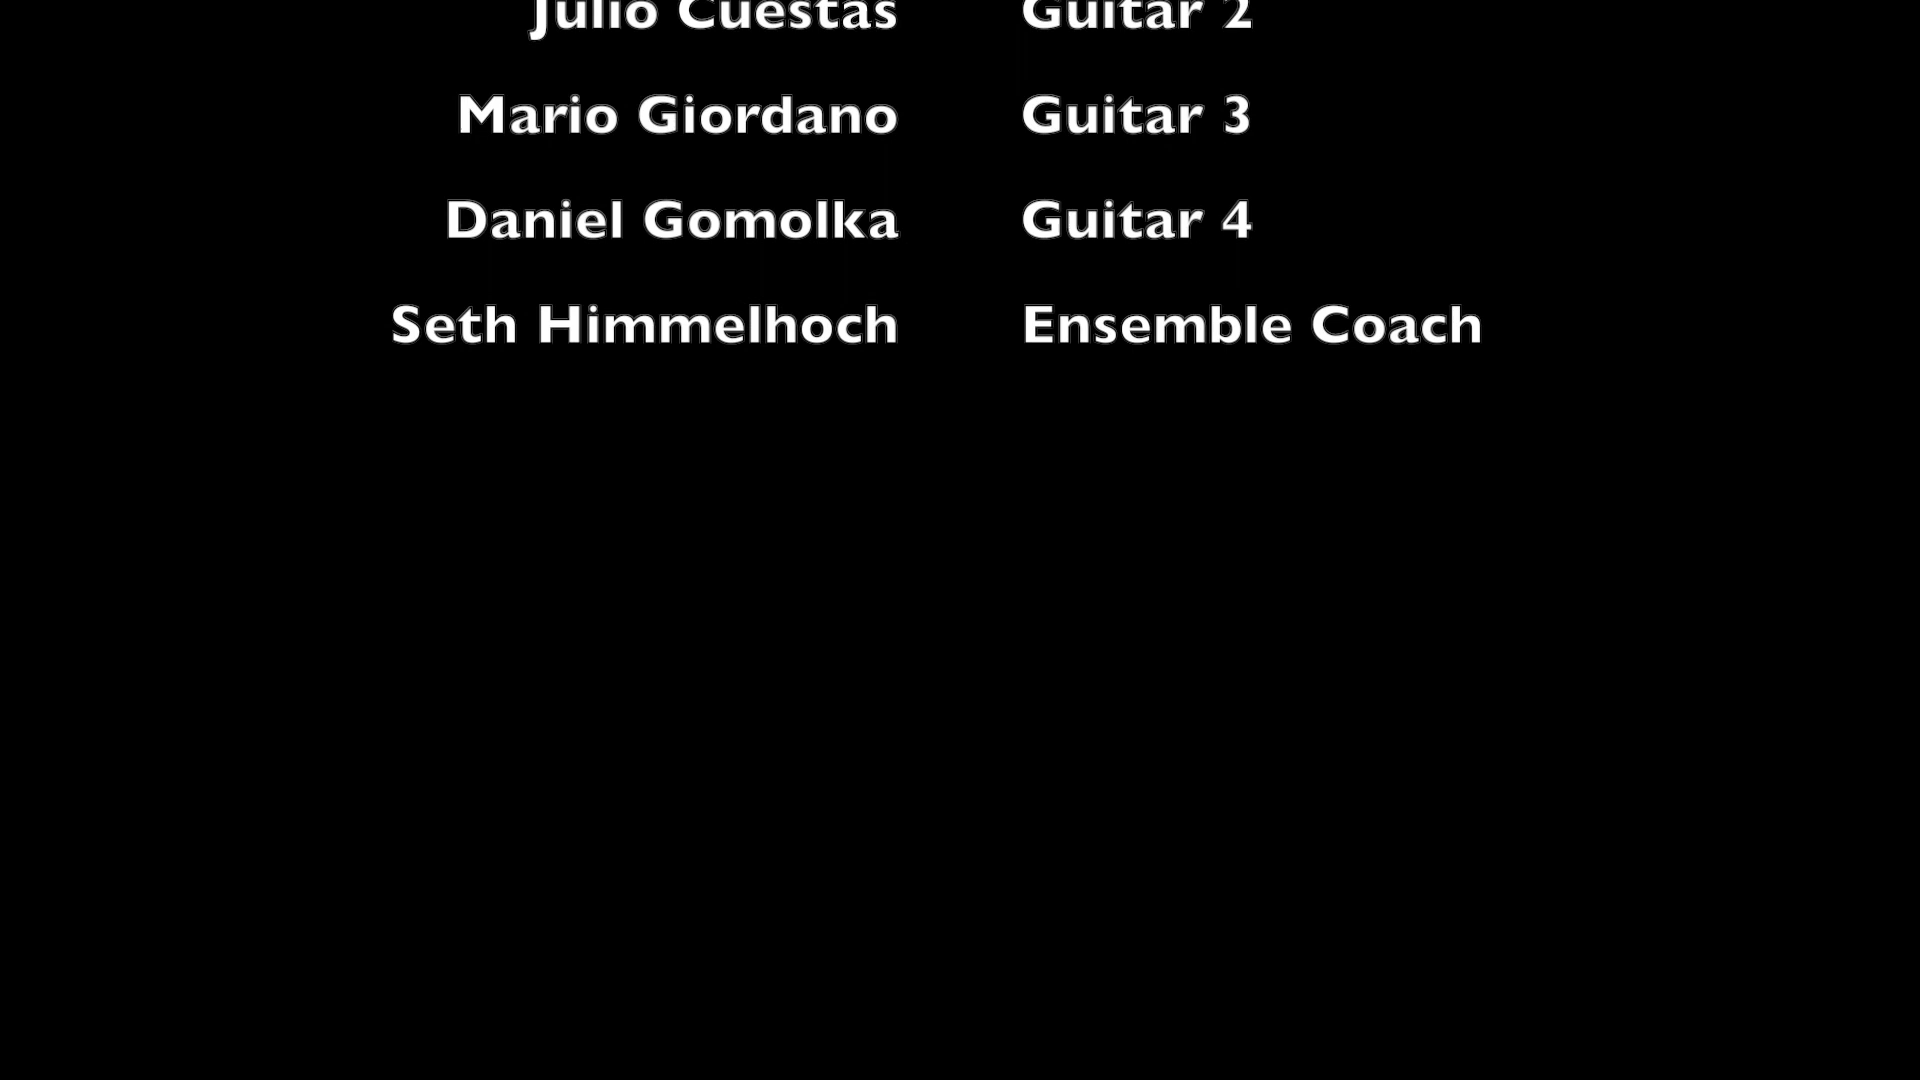 Julio Cuestas Guitar 2
Mario Giordano Guitar 3
Daniel Gomolka Guitar 4
Seth Himmelhoch Ensemble Coach